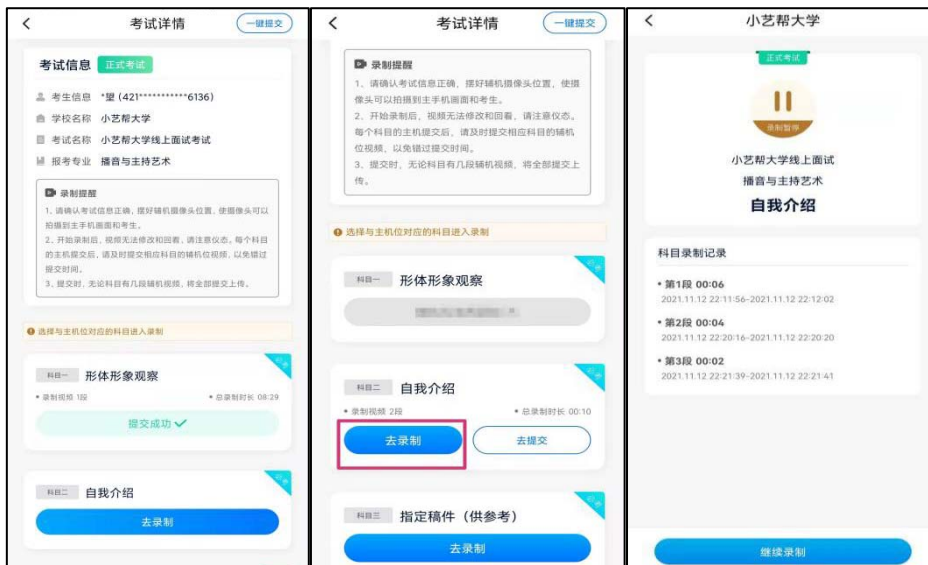 考试详情
一键提交
考试信息 正式考试
考生信息 *望 (421***********6136)
学校名称 小艺帮大学
考试名称 小艺帮大学线上面试考试
报考专业 播音与主持艺术
录制提醒
1、请确认考试信息正确，摆好辅机摄像头位置，使摄像头可以
拍摄到主手机画面和考生。
2、开始录制后，视频无法修改和回看，请注意仪态。每个科目
的主机提交后，请及时提交相应科目的辅机位视频，以免错过
提交时间。
3、提交时，无论科目有几段辅机视频，将全部提交上传。
选择与主机位对应的科目进入录制
科目一 形体形象观察
• 录制视频 1段
• 总录制时长 08:29
提交成功
科目二 自我介绍
去录制
考试详情
一键提交
录制提醒
1、请确认考试信息正确，摆好辅机摄像头位置，使摄
像头可以拍摄到主手机画面和考生。
2、开始录制后，视频无法修改和回看，请注意仪态。
每个科目的主机提交后，请及时提交相应科目的辅机
位视频，以免错过提交时间。
3、提交时，无论科目有几段辅机视频，将全部提交上
传。
选择与主机位对应的科目进入录制
科目一 形体形象观察
科目二 自我介绍
• 录制视频 2段
• 总录制时长 00:10
去录制
去提交
科目三 指定稿件（供参考）
去录制
小艺帮大学
正式考试
录制暂停
小艺帮大学线上面试
播音与主持艺术
自我介绍
科目录制记录
• 第1段 00:06
2021.11.12 22:11:56-2021.11.12 22:12:02
• 第2段 00:04
2021.11.12 22:20:16-2021.11.12 22:20:20
• 第3段 00:02
2021.11.12 22:21:39-2021.11.12 22:21:41
继续录制